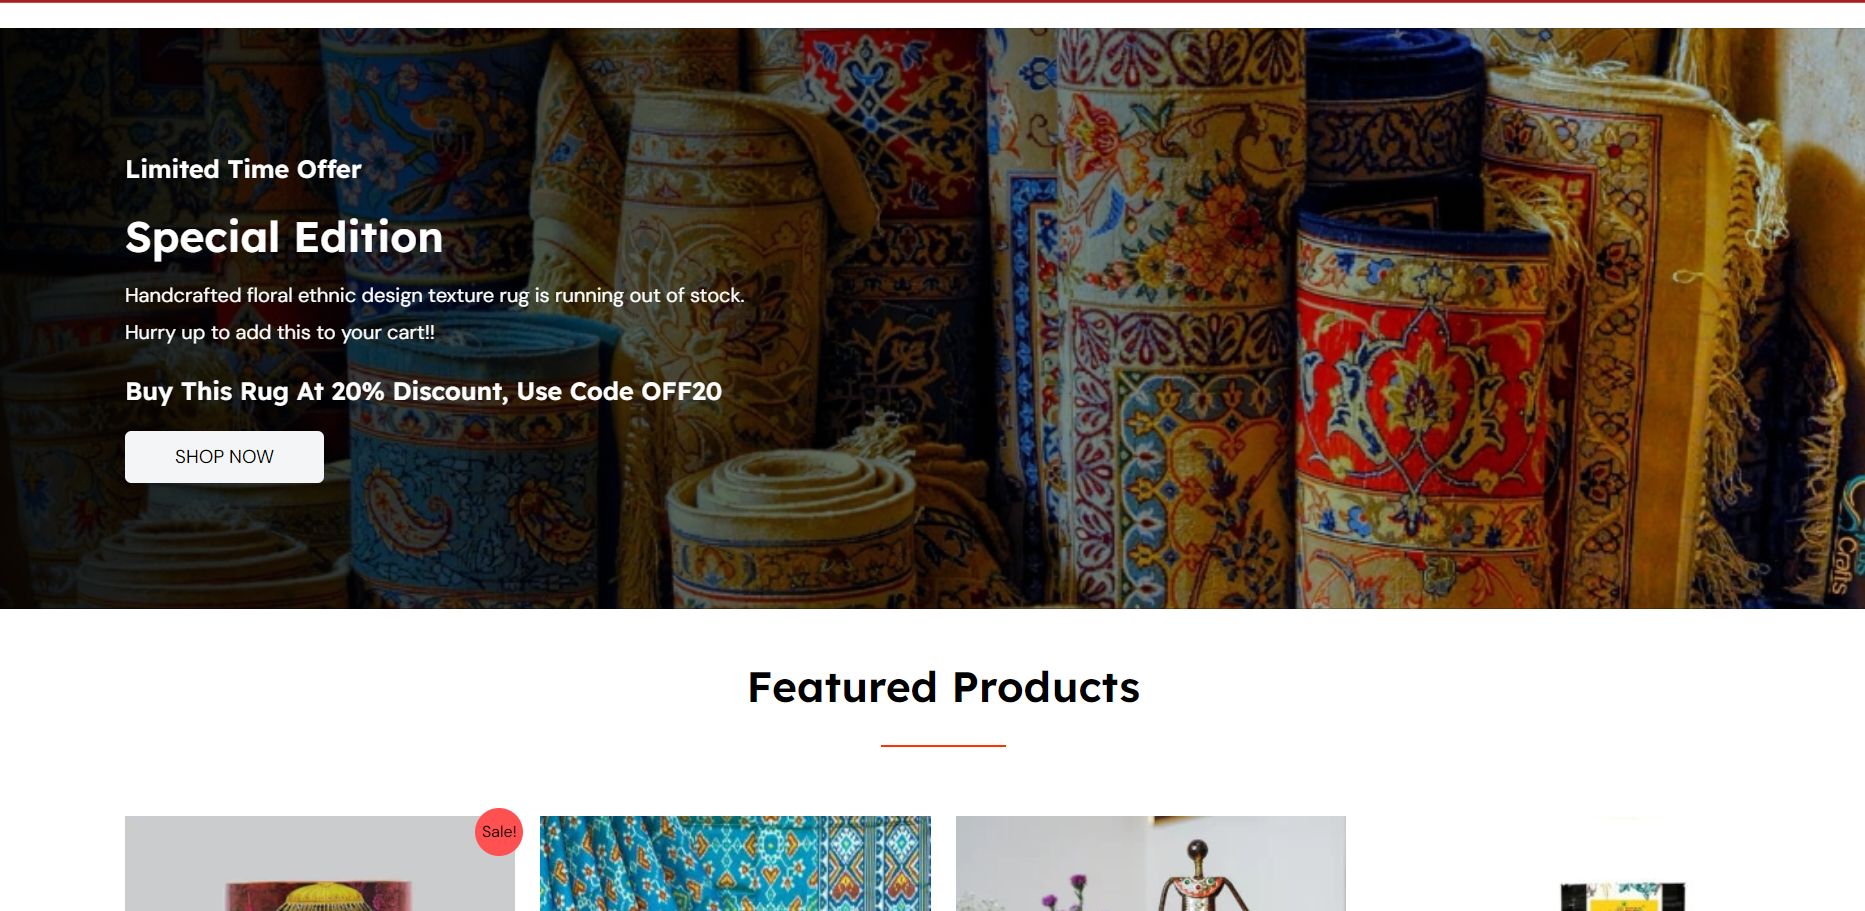 Limited Time Offer
Special Edition
Handcrafted floral ethnic design texture rug is running out of stock.
Hurry up to add this to your cart!!
Buy This Rug At 20% Discount, Use Code OFF20
SHOP NOW
Crafts
Featured Products
Sale!